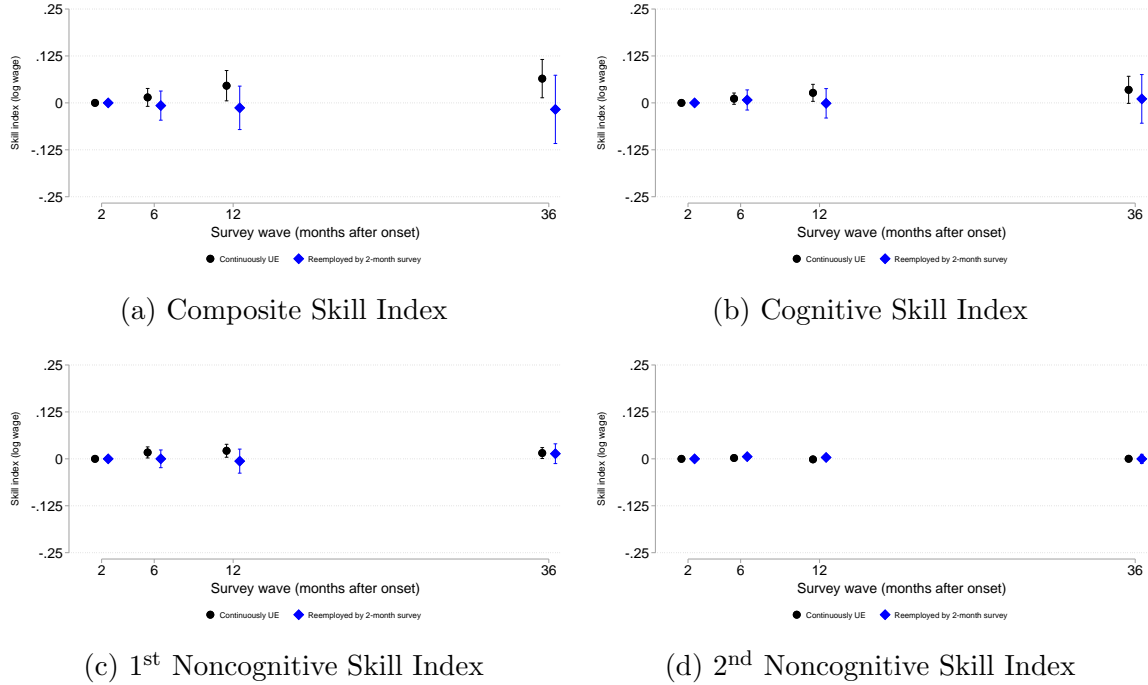 .25
.125
0
-.125
-.25
Skill index (log wage)
2 6 12 36
Survey wave (months after onset)
Continuously UE Reemployed by 2-month survey
(a) Composite Skill Index
.25
.125
0
-.125
-.25
Skill index (log wage)
2 6 12 36
Survey wave (months after onset)
Continuously UE Reemployed by 2-month survey
(b) Cognitive Skill Index
.25
.125
0
-.125
-.25
Skill index (log wage)
2 6 12 36
Survey wave (months after onset)
Continuously UE Reemployed by 2-month survey
(c) 1st Noncognitive Skill Index
.25
.125
0
-.125
-.25
Skill index (log wage)
2 6 12 36
Survey wave (months after onset)
Continuously UE Reemployed by 2-month survey
(d) 2nd Noncognitive Skill Index